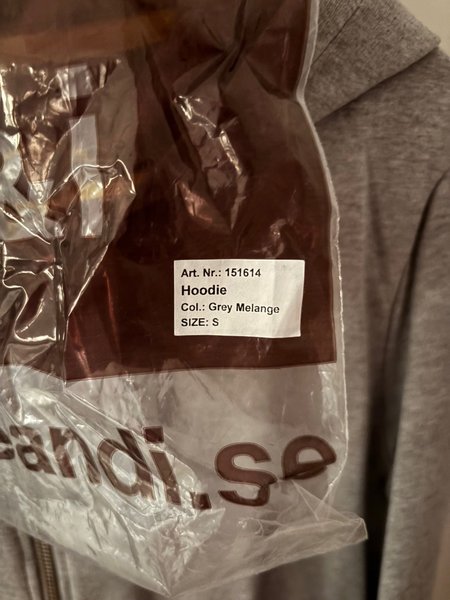 Art. Nr.: 151614
Hoodie
Col.: Grey Melange
SIZE: S
andi.se